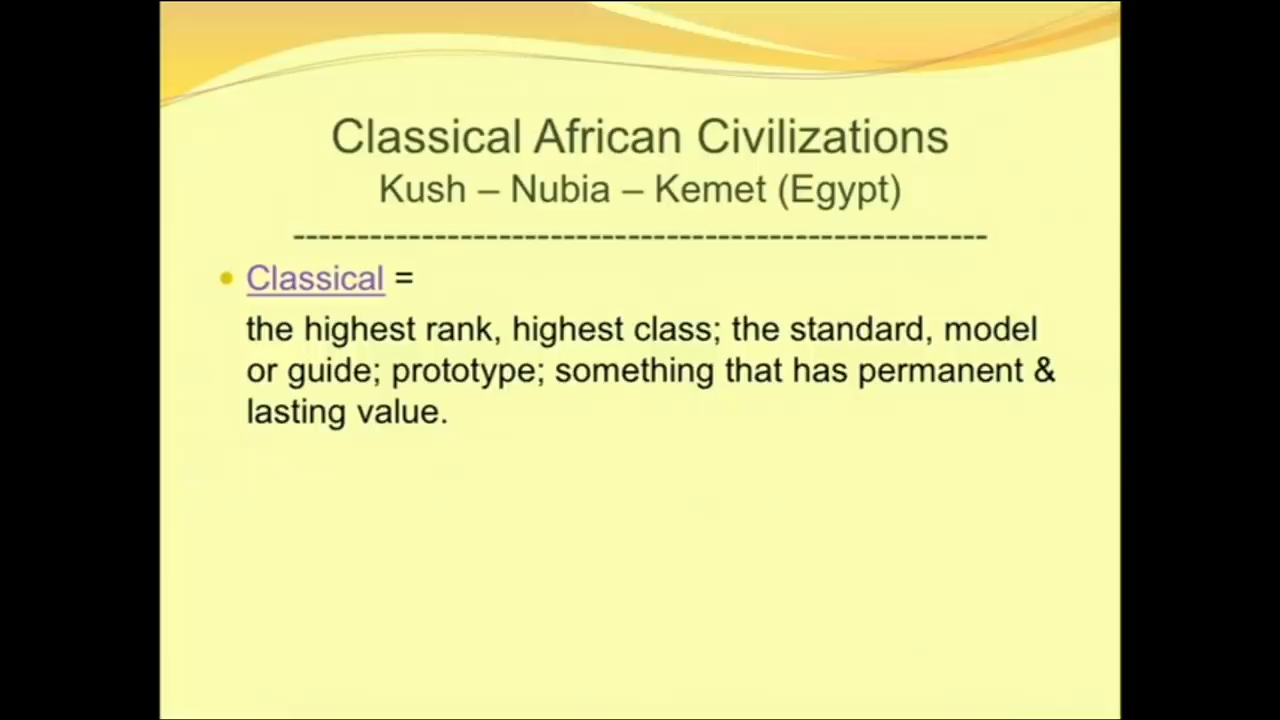 Classical African Civilizations
Kush – Nubia – Kemet (Egypt)
------------------------------------------------------
• Classical =
the highest rank, highest class; the standard, model
or guide; prototype; something that has permanent &
lasting value.